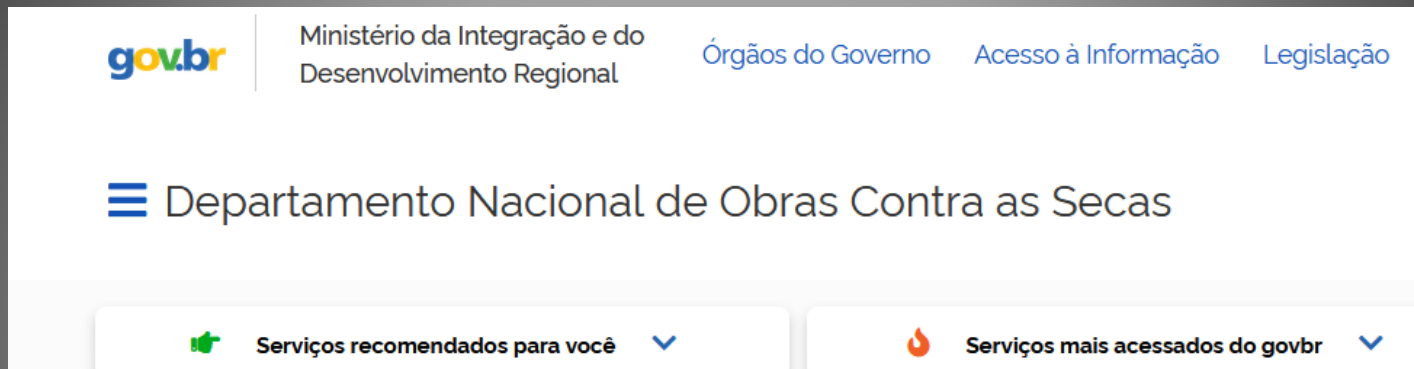 gov.br
Ministério da Integração e do
Desenvolvimento Regional
Órgãos do Governo
Acesso à Informação
Legislação
Departamento Nacional de Obras Contra as Secas
Serviços recomendados para você
Serviços mais acessados do govbr